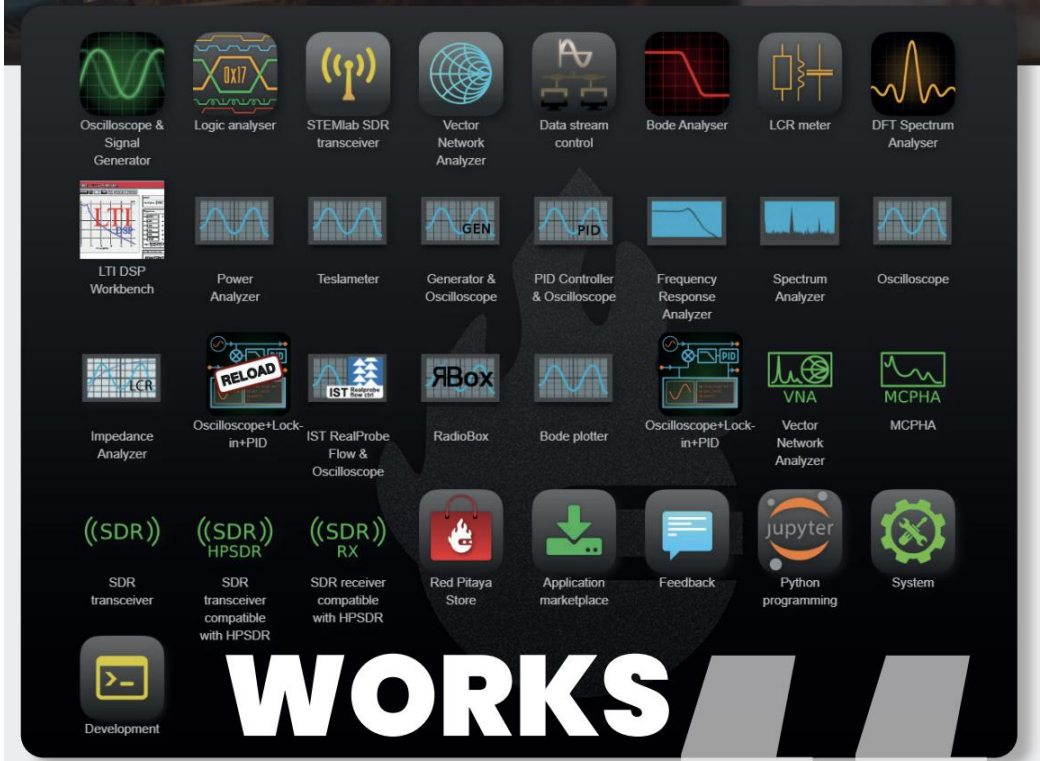 0x17
Oscilloscope &
Signal
Generator
Logic analyser
STEMlab SDR
transceiver
Vector
Network
Analyzer
Data stream
control
Bode Analyser
LCR meter
DFT Spectrum
Analyser
LTI
DSP
LTI DSP
Workbench
Power
Analyzer
Teslameter
GEN
Generator &
Oscilloscope
PID
PID Controller
& Oscilloscope
Frequency
Response
Analyzer
Spectrum
Analyzer
Oscilloscope
LCR
Impedance
Analyzer
PID
RELOAD
Oscilloscope+Lock-
in+PID
IST Realprobe
flow ctrl
IST RealProbe
Flow &
Oscilloscope
ЯBox
RadioBox
Bode plotter
PID
Oscilloscope+Lock-
in+PID
VNA
Vector
Network
Analyzer
MCPHA
MCPHA
((SDR))
SDR
transceiver
((SDR))
HPSDR
SDR
transceiver
compatible
with HPSDR
((SDR))
RX
SDR receiver
compatible
with HPSDR
Red Pitaya
Store
Application
marketplace
Feedback
jupyter
Python
programming
System
>_
Development
WORKS